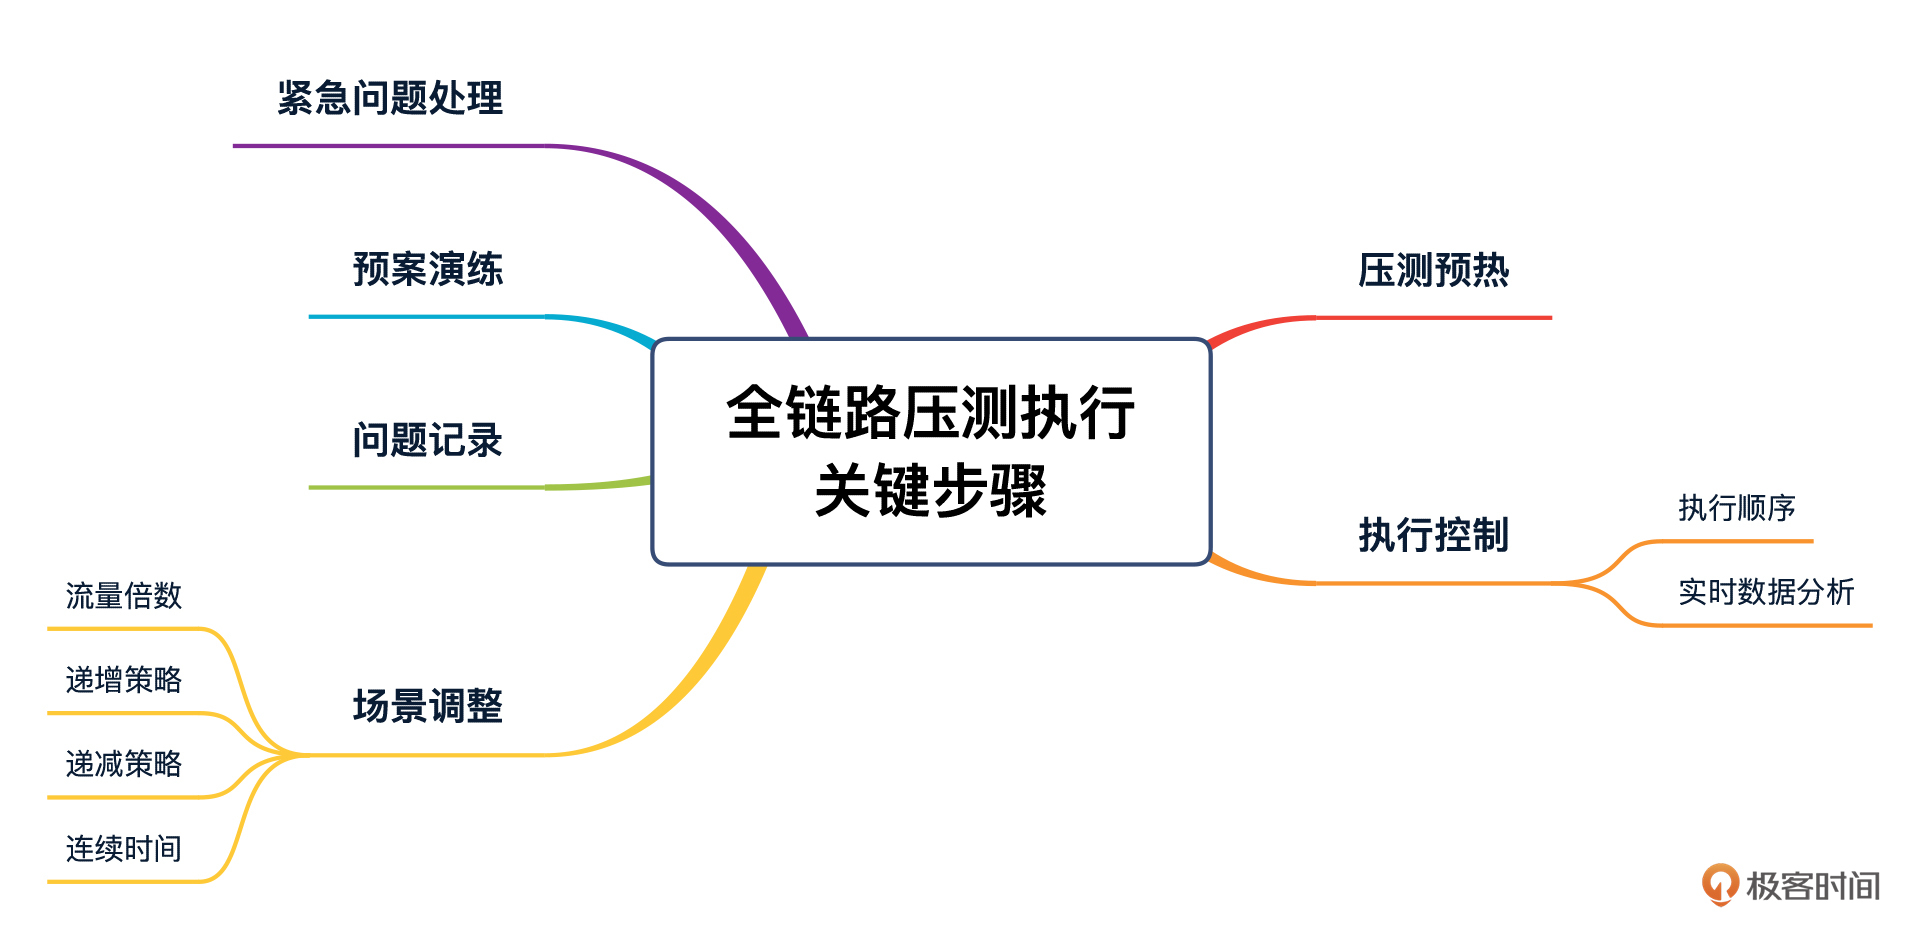 全链路压测执行
关键步骤
压测预热
执行控制
执行顺序
实时数据分析
紧急问题处理
预案演练
问题记录
场景调整
流量倍数
递增策略
递减策略
连续时间
极客时间